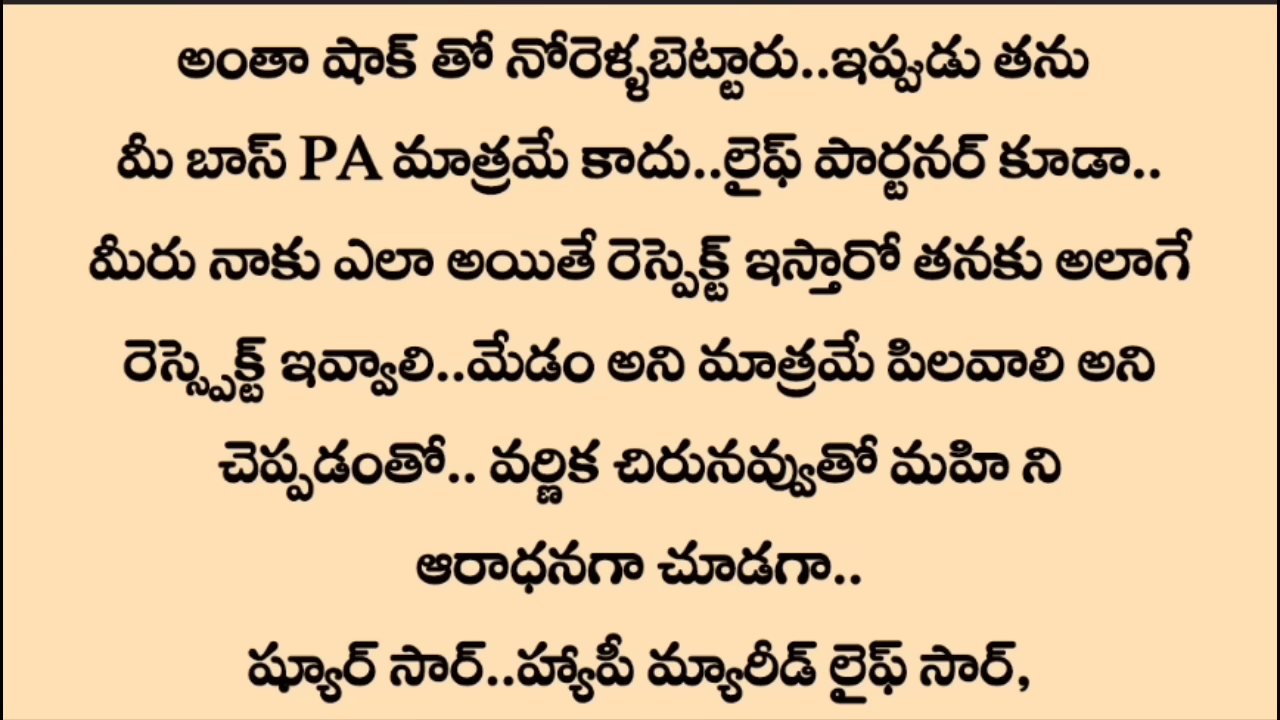 అంతా షాక్ తో నోరెళ్ళబెట్టారు..ఇప్పుడు తను
మీ బాస్ PA మాత్రమే కాదు..లైఫ్ పార్ట్నర్ కూడా..
మీరు నాకు ఎలా అయితే రెస్పెక్ట్ ఇస్తారో తనకు అలాగే
రెస్స్పెక్ట్ ఇవ్వాలి..మేడం అని మాత్రమే పిలవాలి అని
చెప్పడంతో.. వర్ణిక చిరునవ్వుతో మహి ని
ఆరాధనగా చూడగా..
ష్యూర్ సార్..హ్యాపీ మ్యారీడ్ లైఫ్ సార్,